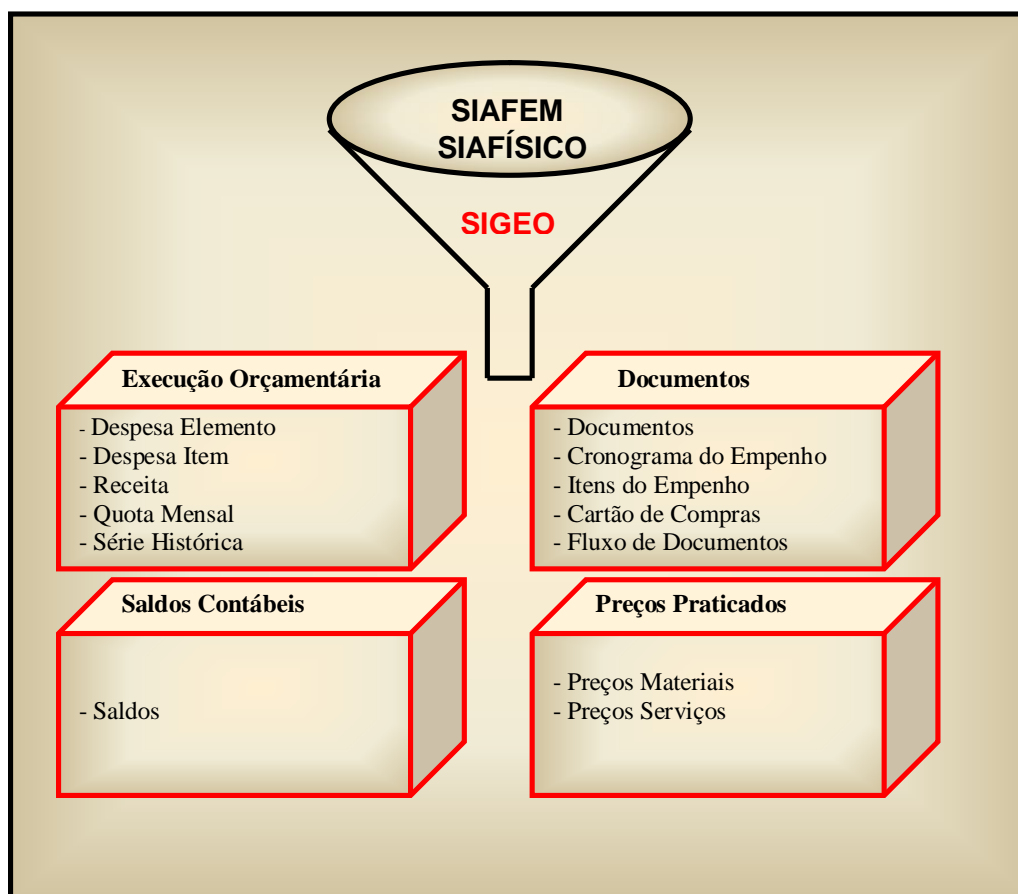 SIAFEM
SIAFÍSICO
SIGEO
Execução Orçamentária
- Despesa Elemento
- Despesa Item
- Receita
- Quota Mensal
- Série Histórica
Documentos
- Documentos
- Cronograma do Empenho
- Itens do Empenho
- Cartão de Compras
- Fluxo de Documentos
Saldos Contábeis
- Saldos
Preços Praticados
- Preços Materiais
- Preços Serviços